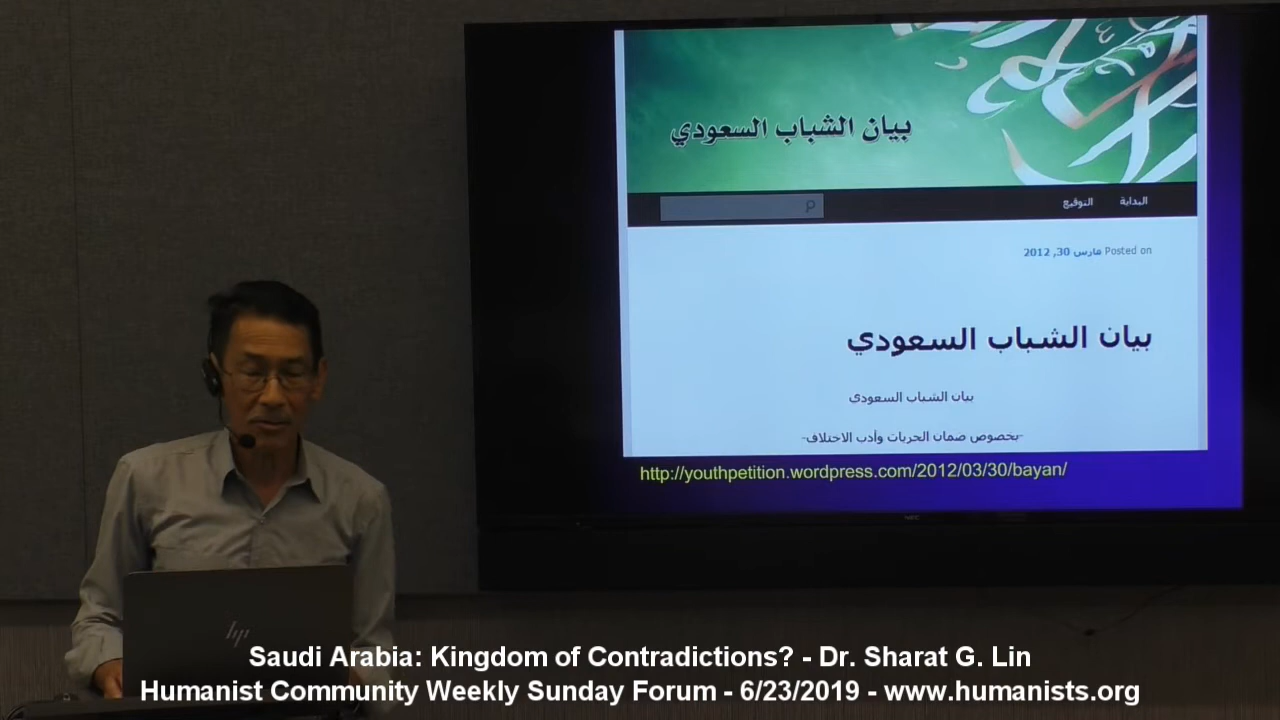 بيان الشباب السعودي
البداية التوقيع
Posted on مارس 30, 2012
بيان الشباب السعودي
بيان الشباب السعودي
-بخصوص ضمان الحريات وأدب الاختلاف-
http://youthpetition.wordpress.com/2012/03/30/bayan/
NEC
hp
Saudi Arabia: Kingdom of Contradictions? - Dr. Sharat G. Lin
Humanist Community Weekly Sunday Forum - 6/23/2019 - www.humanists.org